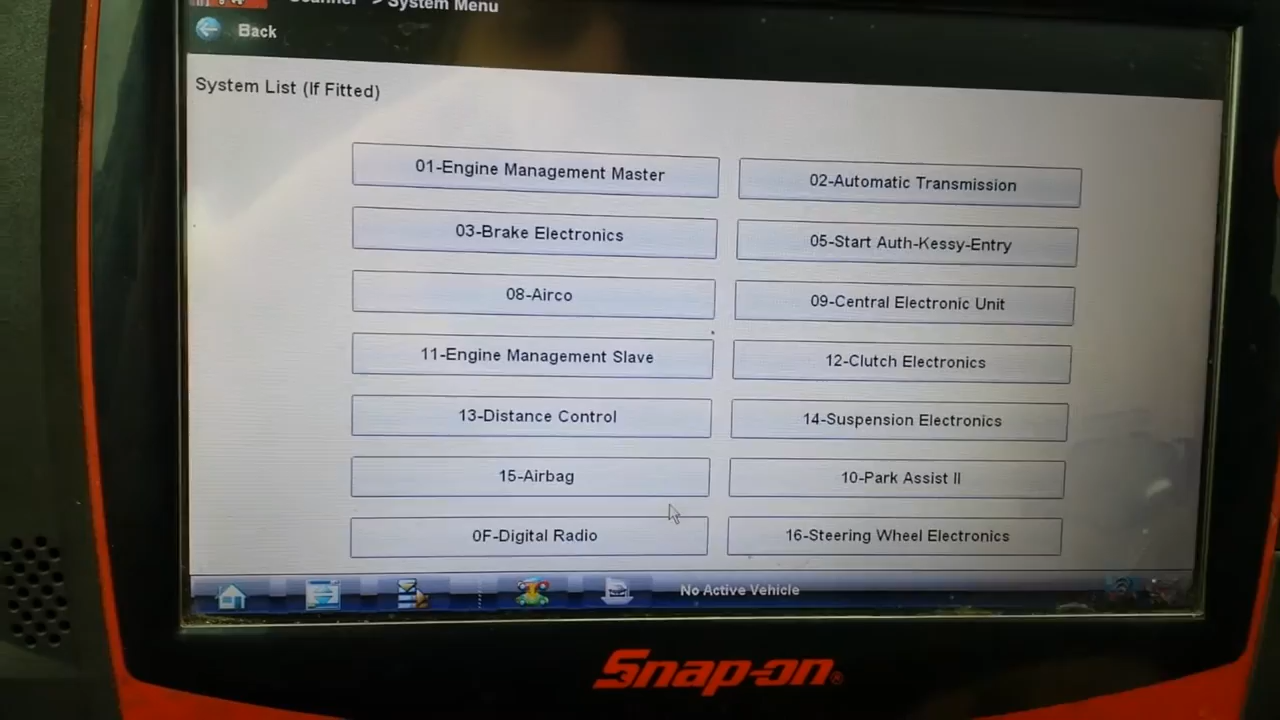 Scanner > System Menu
Back
System List (If Fitted)
01-Engine Management Master
02-Automatic Transmission
03-Brake Electronics
05-Start Auth-Kessy-Entry
08-Airco
09-Central Electronic Unit
11-Engine Management Slave
12-Clutch Electronics
13-Distance Control
14-Suspension Electronics
15-Airbag
10-Park Assist II
0F-Digital Radio
16-Steering Wheel Electronics
No Active Vehicle
Snap-on®